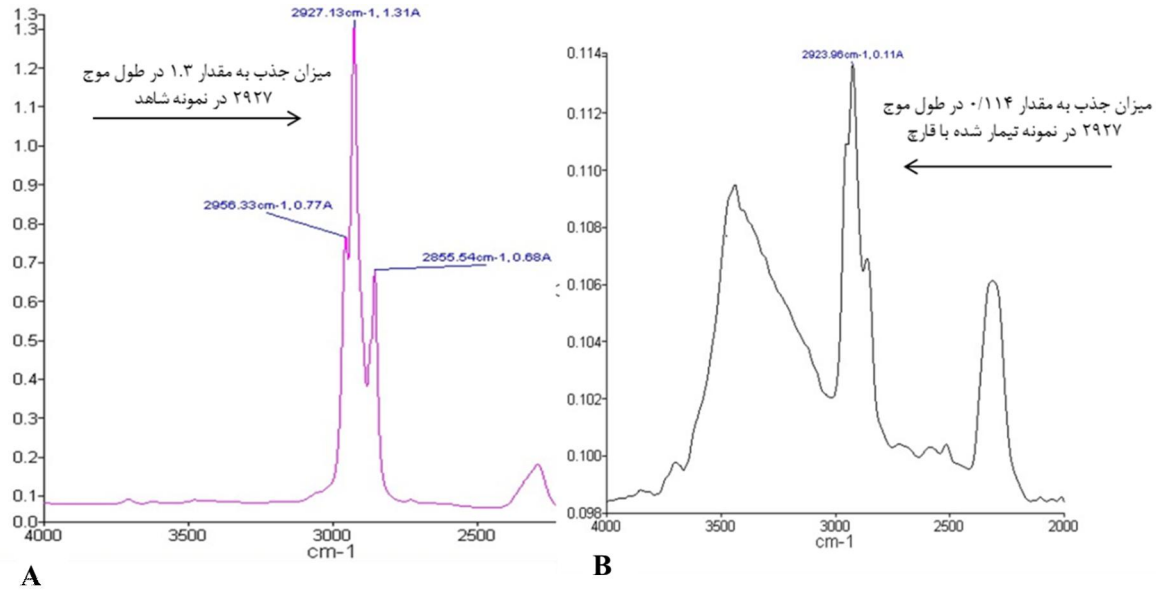 2927.13cm-1, 1.31A
میزان جذب به مقدار ۱.۳ در طول موج
۲۹۲۷ در نمونه شاهد
2956.33cm-1, 0.77A
2855.54cm-1, 0.68A
1.3
1.3
1.2
1.1
1.0
0.9
0.8
0.7
0.6
0.5
0.4
0.3
0.2
0.1
0.0
4000
3500
3000
2500
cm-1
A
2923.96cm-1, 0.11A
میزان جذب به مقدار ۰/۱۱۴ در طول موج
۲۹۲۷ در نمونه تیمار شده با قارچ
0.114
0.112
0.110
0.108
0.106
0.104
0.102
0.100
0.098
4000
3500
3000
2500
2000
cm-1
B